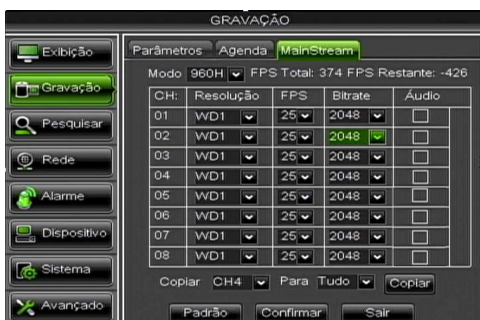 GRAVAÇÃO
Exibição
Gravação
Pesquisar
Rede
Alarme
Dispositivo
Sistema
Avançado
Parâmetros Agenda MainStream
Modo 960H FPS Total: 374 FPS Restante: -426
CH: Resolução FPS Bitrate Áudio
01 WD1 25 2048
02 WD1 25 2048
03 WD1 25 2048
04 WD1 25 2048
05 WD1 25 2048
06 WD1 25 2048
07 WD1 25 2048
08 WD1 25 2048
Copiar CH4 Para Tudo Copiar
Padrão Confirmar Sair